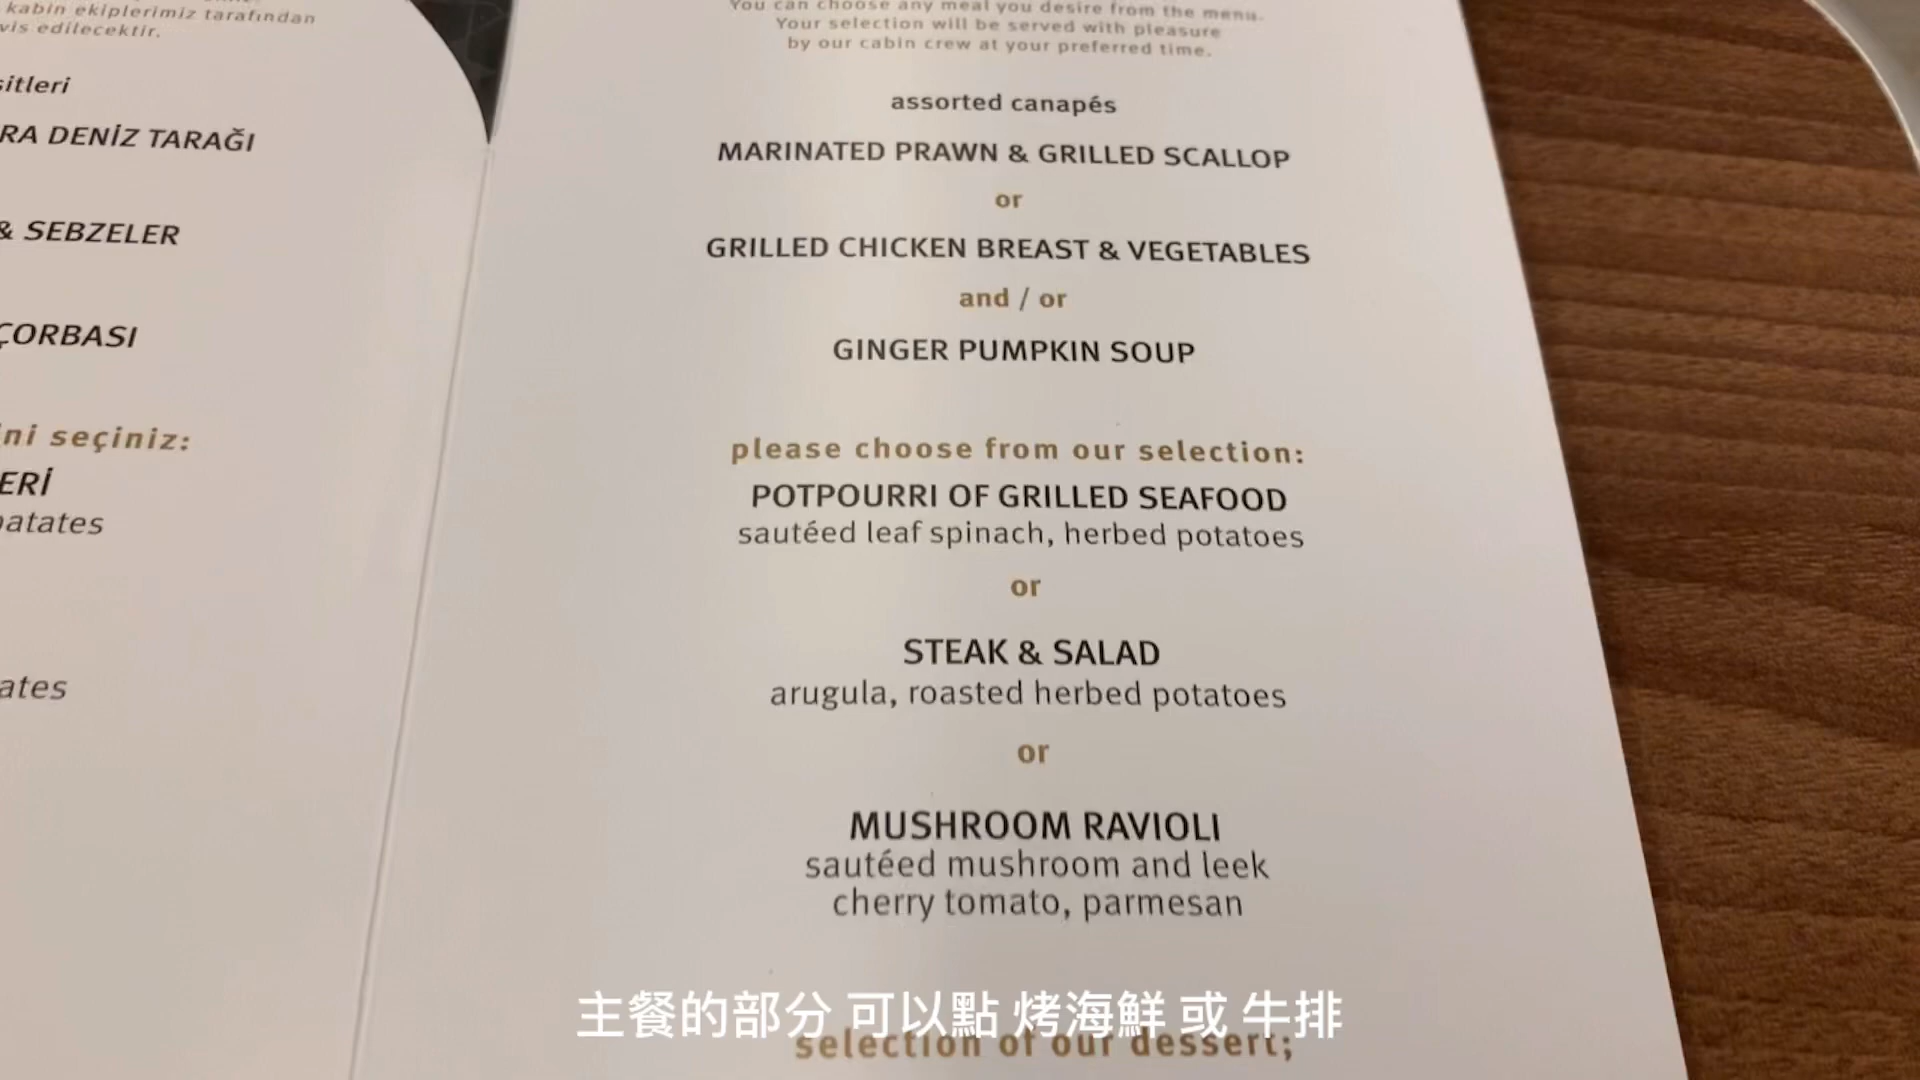 kabin ekiplerimiz tarafından
vis edilecektir.
sitleri
RA DENİZ TARAĞI
& SEBZELER
ÇORBASI
ni seçiniz:
ERİ
patates
ates
You can choose any meal you desire from the menu.
Your selection will be served with pleasure
by our cabin crew at your preferred time.
assorted canapés
MARINATED PRAWN & GRILLED SCALLOP
or
GRILLED CHICKEN BREAST & VEGETABLES
and / or
GINGER PUMPKIN SOUP
please choose from our selection:
POTPOURRI OF GRILLED SEAFOOD
sautéed leaf spinach, herbed potatoes
or
STEAK & SALAD
arugula, roasted herbed potatoes
or
MUSHROOM RAVIOLI
sautéed mushroom and leek
cherry tomato, parmesan
主餐的部分 可以點 烤海鮮 或 牛排
selection of our dessert;